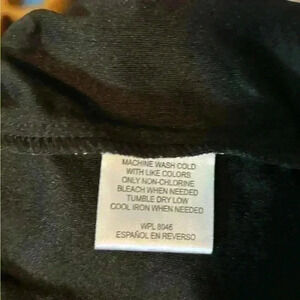 MACHINE WASH COLD
WITH LIKE COLORS
ONLY NON-CHLORINE
BLEACH WHEN NEEDED
TUMBLE DRY LOW
COOL IRON WHEN NEEDED
WPL 8046
ESPAÑOL EN REVERSO